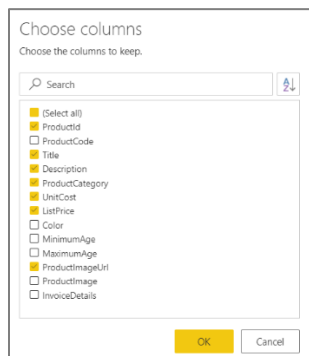 Choose columns
Choose the columns to keep.
Search
(Select all)
ProductId
ProductCode
Title
Description
ProductCategory
UnitCost
ListPrice
Color
MinimumAge
MaximumAge
ProductImageUrl
ProductImage
InvoiceDetails
OK Cancel